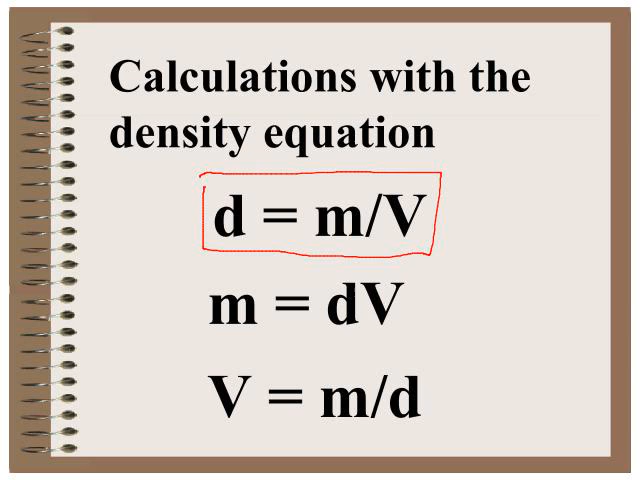 Calculations with the
density equation
d = m/V
m = dV
V = m/d